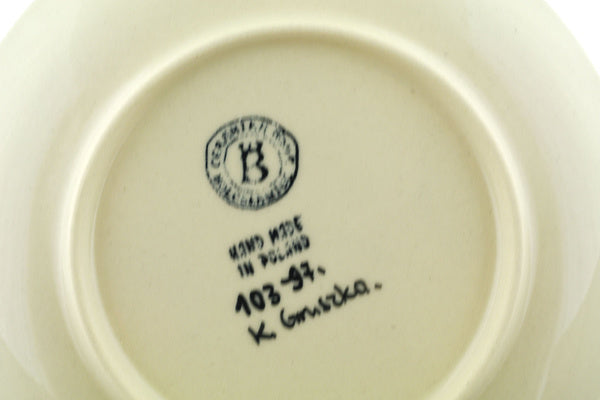 B
HAND MADE
IN POLAND
103-97.
K Gruszka.